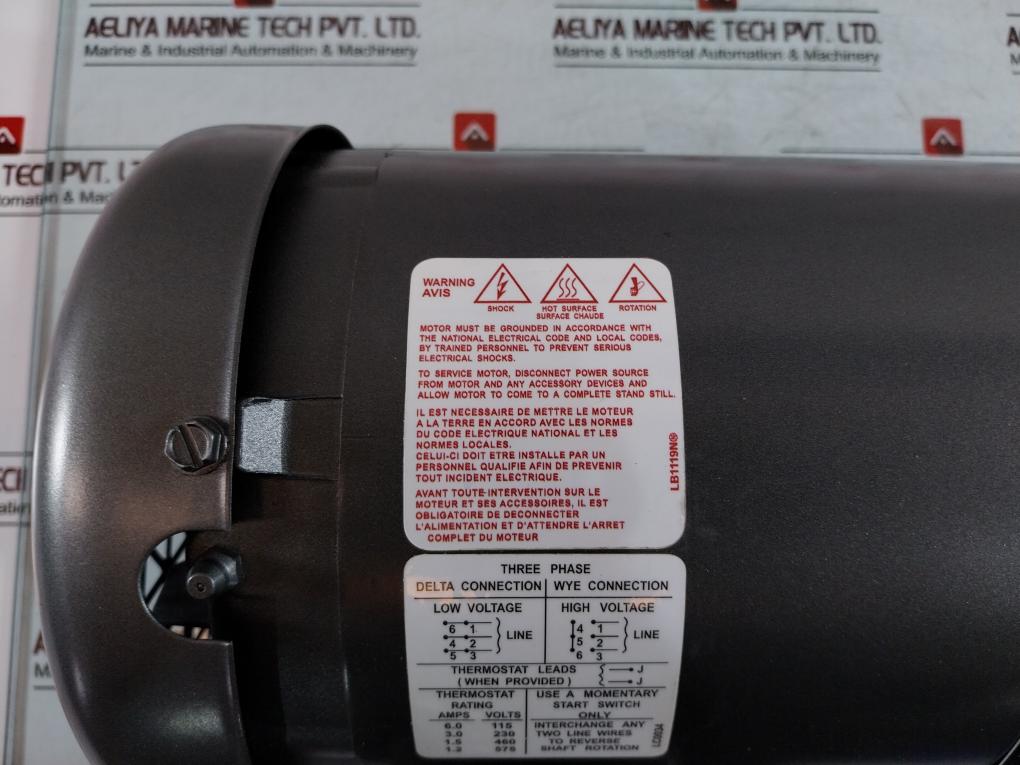 AELIYA MARINE TECH PVT. LTD.
Marine & Industrial Automation & Machinery
AELIYA MARINE TECH PVT. LTD.
Marine & Industrial Automation & Machinery
TECH PVT. LTD.
WARNING
AVIS
SHOCK
HOT SURFACE
SURFACE CHAUDE
ROTATION
MOTOR MUST BE GROUNDED IN ACCORDANCE WITH
THE NATIONAL ELECTRICAL CODE AND LOCAL CODES,
BY TRAINED PERSONNEL TO PREVENT SERIOUS
ELECTRICAL SHOCKS.
TO SERVICE MOTOR, DISCONNECT POWER SOURCE
FROM MOTOR AND ANY ACCESSORY DEVICES AND
ALLOW MOTOR TO COME TO A COMPLETE STAND STILL.
IL EST NECESSAIRE DE METTRE LE MOTEUR
A LA TERRE EN ACCORD AVEC LES NORMES
DU CODE ELECTRIQUE NATIONAL ET LES
NORMES LOCALES.
CELUI-CI DOIT ETRE INSTALLE PAR UN
PERSONNEL QUALIFIE AFIN DE PREVENIR
TOUT INCIDENT ELECTRIQUE.
AVANT TOUTE INTERVENTION SUR LE
MOTEUR ET SES ACCESSOIRES, IL EST
OBLIGATOIRE DE DECONNECTER
L'ALIMENTATION ET D'ATTENDRE L'ARRET
COMPLET DU MOTEUR
LB1119N
THREE PHASE
DELTA CONNECTION WYE CONNECTION
LOW VOLTAGE HIGH VOLTAGE
6 1 4 1
4 2 LINE 5 2 LINE
5 3 6 3
THERMOSTAT LEADS J
(WHEN PROVIDED) J
THERMOSTAT USE A MOMENTARY
RATING START SWITCH
AMPS VOLTS ONLY
6.0 115 INTERCHANGE ANY
3.0 230 TWO LINE WIRES
1.5 460 TO REVERSE
1.2 575 SHAFT ROTATION